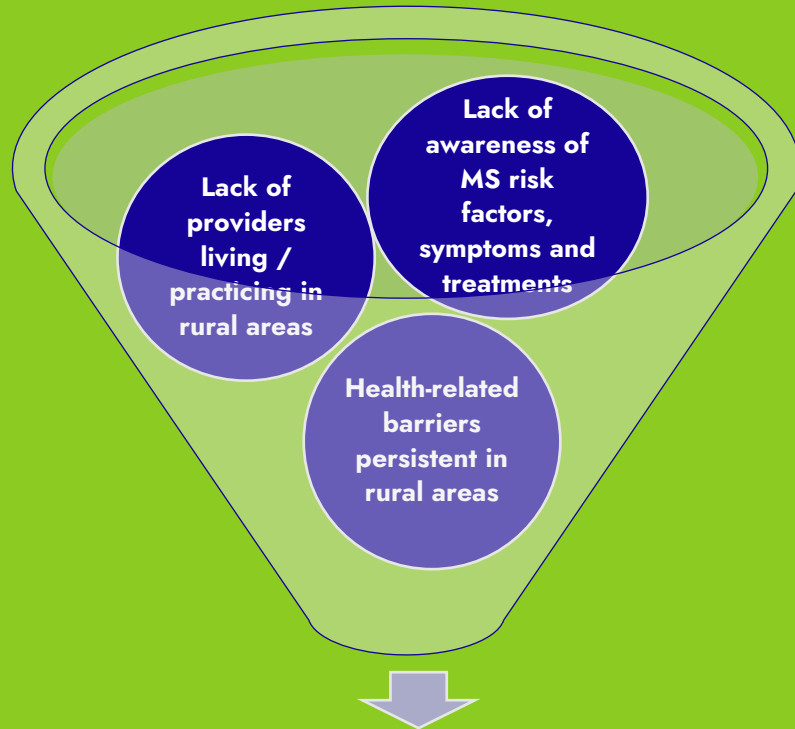 Lack of
awareness of
MS risk
factors,
symptoms and
treatments
Lack of
providers
living /
practicing in
rural areas
Health-related
barriers
persistent in
rural areas